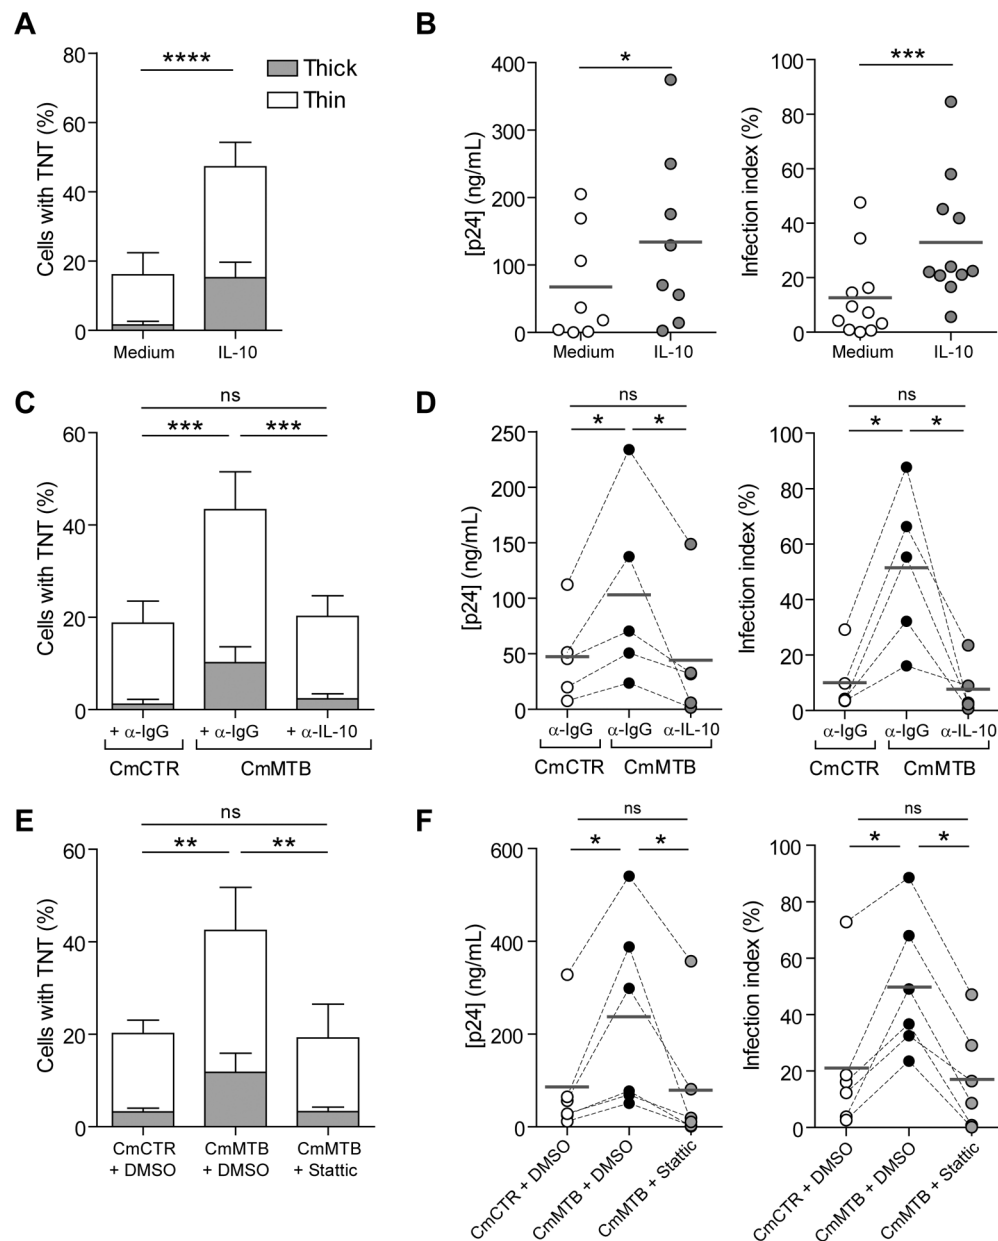 A
80
60
40
20
0
Cells with TNT (%)
****
Thick
Thin
Medium
IL-10
B
400
300
200
100
0
[p24] (ng/mL)
*
Medium
IL-10
100
80
60
40
20
0
Infection index (%)
***
Medium
IL-10
C
ns
***
***
60
40
20
0
Cells with TNT (%)
+ α-IgG
+ α-IgG
+ α-IL-10
CmCTR
CmMTB
D
ns
*
*
250
200
150
100
50
0
[p24] (ng/mL)
α-IgG
α-IgG
α-IL-10
CmCTR
CmMTB
ns
*
*
100
80
60
40
20
0
Infection index (%)
α-IgG
α-IgG
α-IL-10
CmCTR
CmMTB
E
ns
**
**
60
40
20
0
Cells with TNT (%)
CmCTR
+ DMSO
CmMTB
+ DMSO
CmMTB
+ Stattic
F
ns
*
*
600
400
200
0
[p24] (ng/mL)
CmCTR + DMSO
CmMTB + DMSO
CmMTB + Stattic
ns
*
*
100
80
60
40
20
0
Infection index (%)
CmCTR + DMSO
CmMTB + DMSO
CmMTB + Stattic